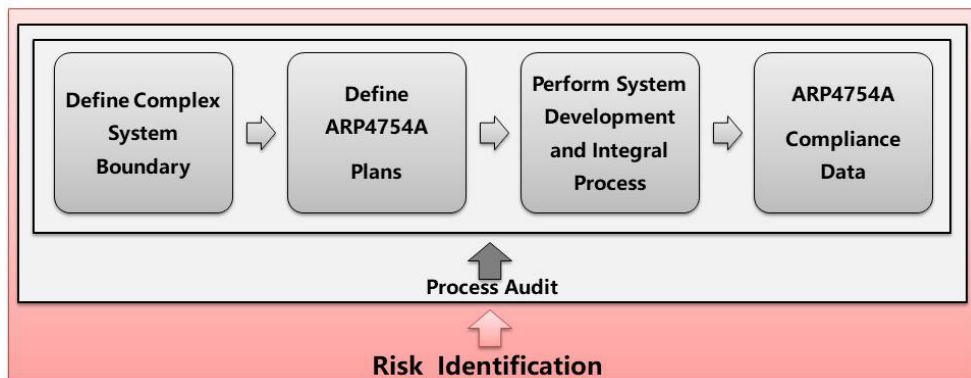 Define Complex
System
Boundary
Define
ARP4754A
Plans
Perform System
Development
and Integral
Process
ARP4754A
Compliance
Data
Process Audit
Risk Identification